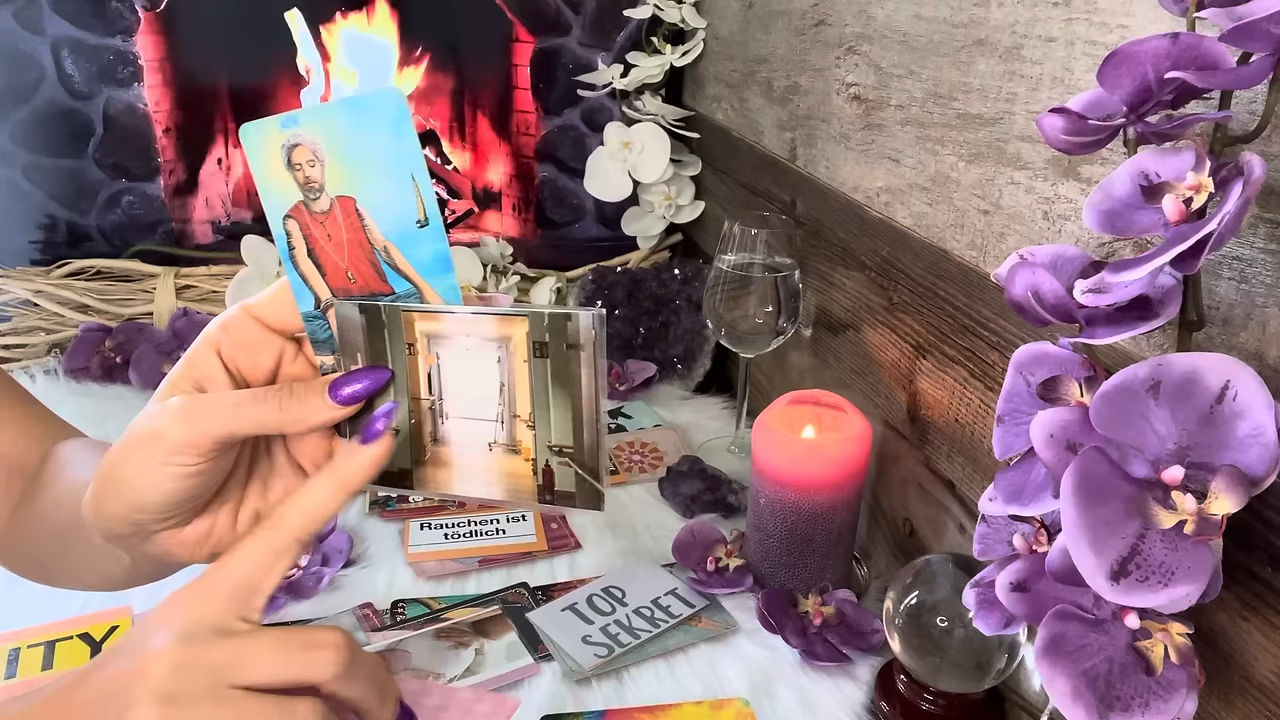 Rauchen ist
tödlich
TOP
SEKRET
ITY